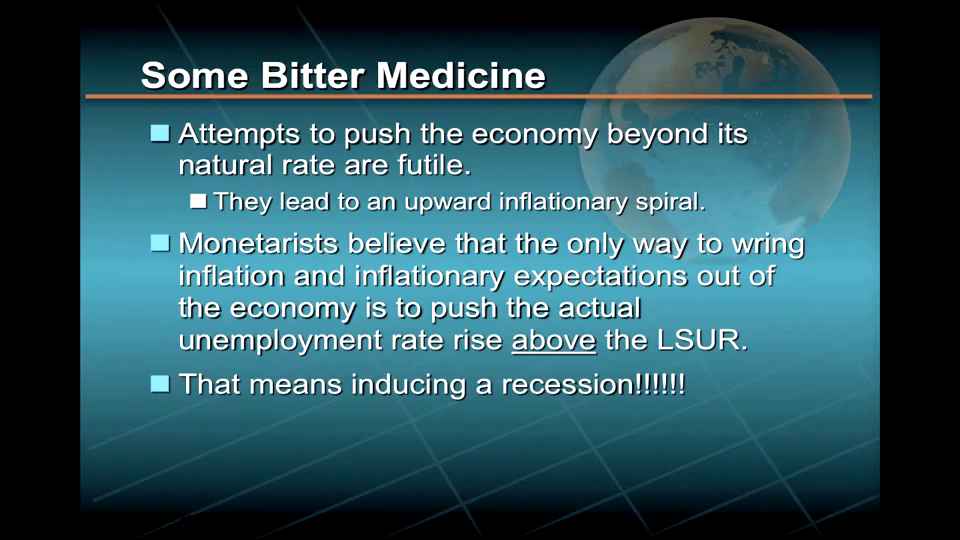 Some Bitter Medicine
Attempts to push the economy beyond its
natural rate are futile.
They lead to an upward inflationary spiral.
Monetarists believe that the only way to wring
inflation and inflationary expectations out of
the economy is to push the actual
unemployment rate rise above the LSUR.
That means inducing a recession!!!!!!